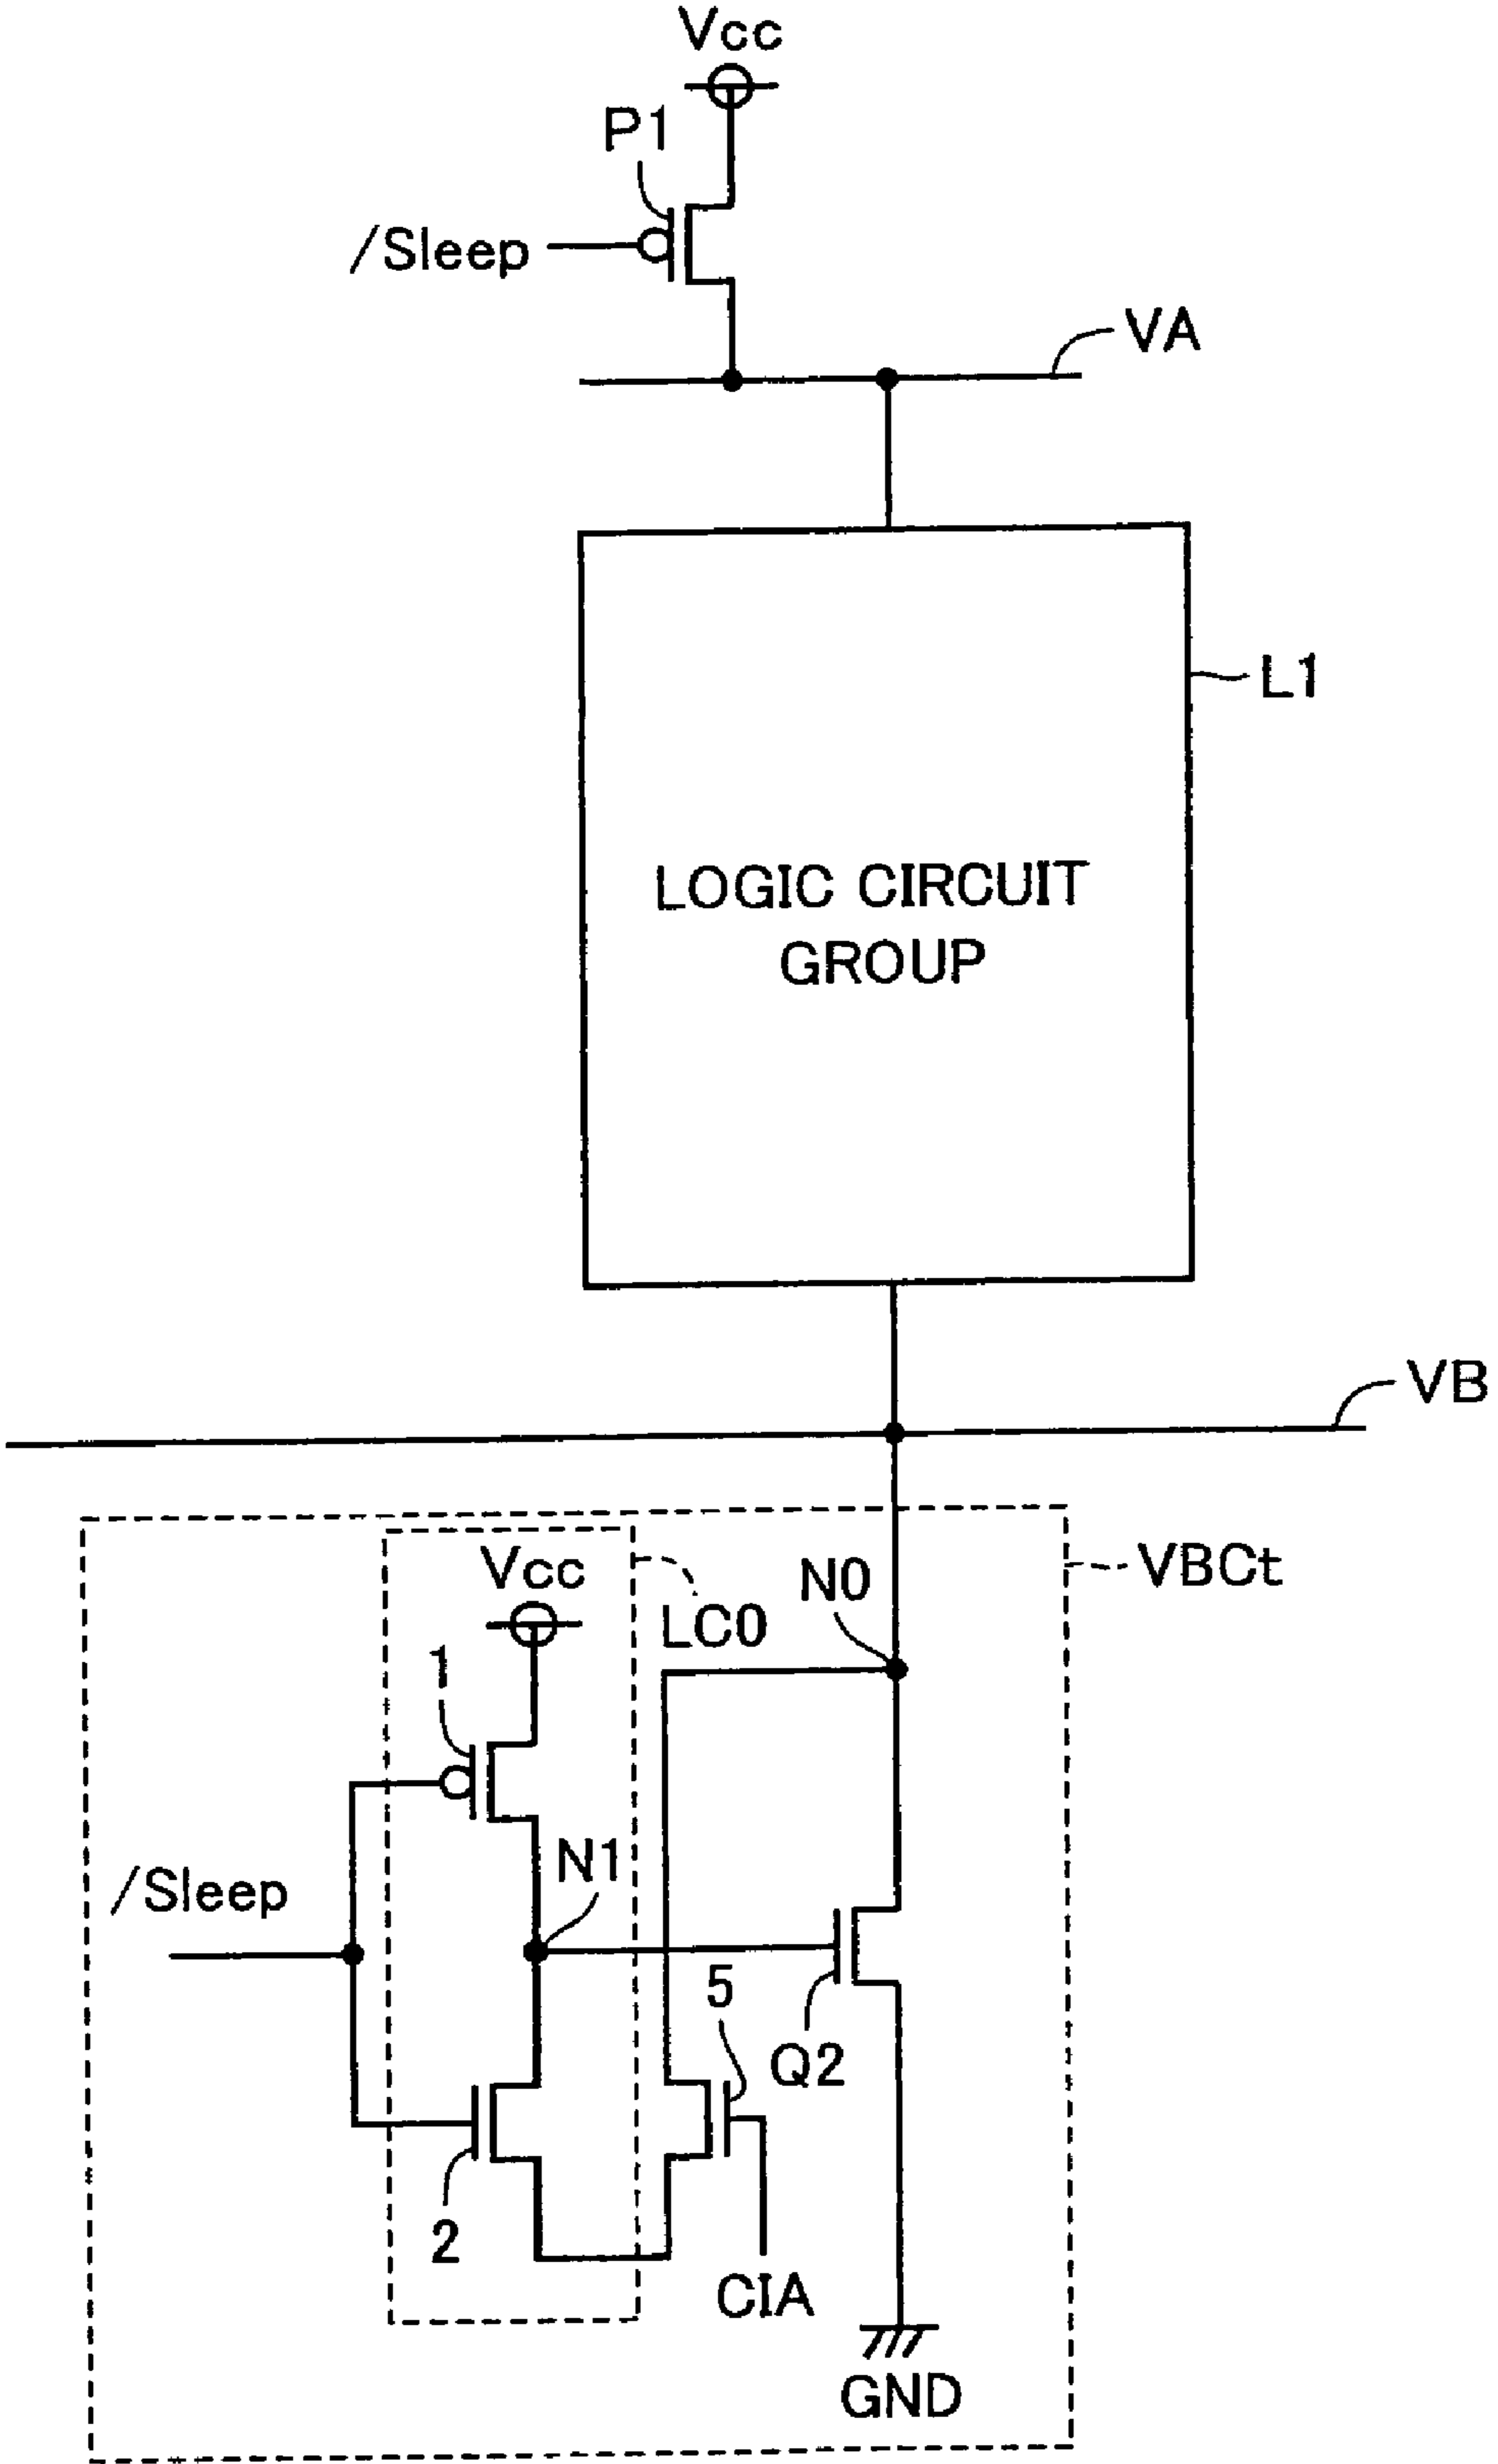 Vcc
P1
/Sleep
VA
L1
LOGIC CIRCUIT
GROUP
VB
VBCt
Vcc
N0
LC0
1
N1
/Sleep
5
Q2
2
CIA
GND